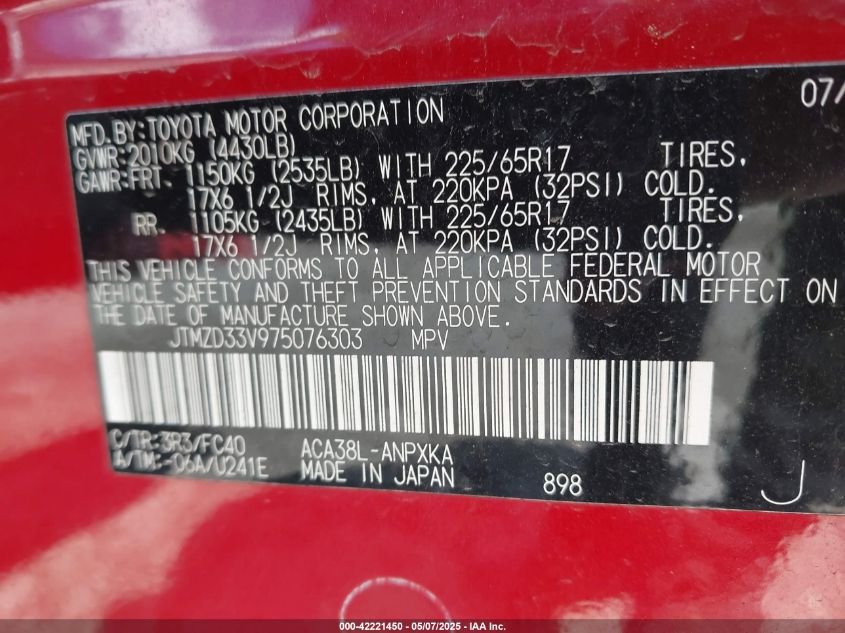 07/
MFD.BY:TOYOTA MOTOR CORPORATION
GVWR:2010KG (4430LB)
GAWR:FRT. 1150KG (2535LB) WITH 225/65R17 TIRES.
17X6 1/2J RIMS, AT 220KPA (32PSI) COLD.
RR. 1105KG (2435LB) WITH 225/65R17 TIRES.
17X6 1/2J RIMS, AT 220KPA (32PSI) COLD.
THIS VEHICLE CONFORMS TO ALL APPLICABLE FEDERAL MOTOR
VEHICLE SAFETY AND THEFT PREVENTION STANDARDS IN EFFECT ON
THE DATE OF MANUFACTURE SHOWN ABOVE.
JTMZD33V975076303 MPV
C/TR:3R3/FC40 ACA38L-ANPXKA
A/TM:-06A/U241E MADE IN JAPAN
898 J
000-42221450 - 05/07/2025 - IAA Inc.